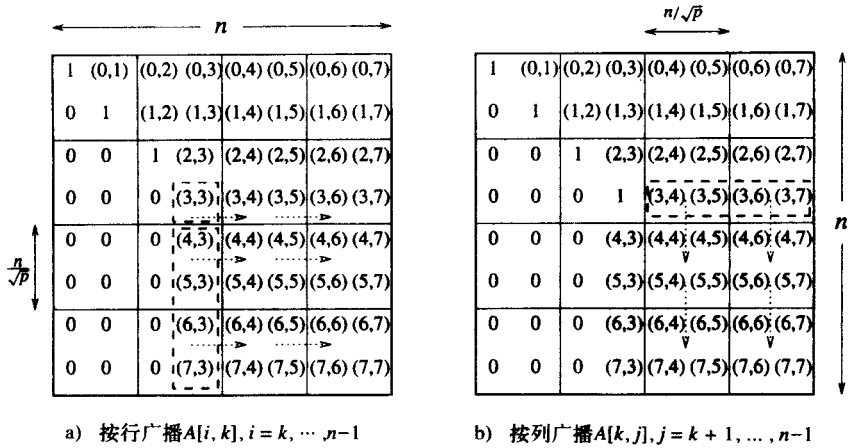 n
1 (0,1) (0,2) (0,3) (0,4) (0,5) (0,6) (0,7)
0 1 (1,2) (1,3) (1,4) (1,5) (1,6) (1,7)
0 0 1 (2,3) (2,4) (2,5) (2,6) (2,7)
0 0 0 (3,3) (3,4) (3,5) (3,6) (3,7)
0 0 0 (4,3) (4,4) (4,5) (4,6) (4,7)
0 0 0 (5,3) (5,4) (5,5) (5,6) (5,7)
0 0 0 (6,3) (6,4) (6,5) (6,6) (6,7)
0 0 0 (7,3) (7,4) (7,5) (7,6) (7,7)
n/√p
a) 按行广播A[i, k], i = k, ⋯ ,n−1
n/√p
1 (0,1) (0,2) (0,3) (0,4) (0,5) (0,6) (0,7)
0 1 (1,2) (1,3) (1,4) (1,5) (1,6) (1,7)
0 0 1 (2,3) (2,4) (2,5) (2,6) (2,7)
0 0 0 1 (3,4) (3,5) (3,6) (3,7)
0 0 0 (4,3) (4,4) (4,5) (4,6) (4,7)
0 0 0 (5,3) (5,4) (5,5) (5,6) (5,7)
0 0 0 (6,3) (6,4) (6,5) (6,6) (6,7)
0 0 0 (7,3) (7,4) (7,5) (7,6) (7,7)
n
b) 按列广播A[k, j], j = k + 1, ... , n−1